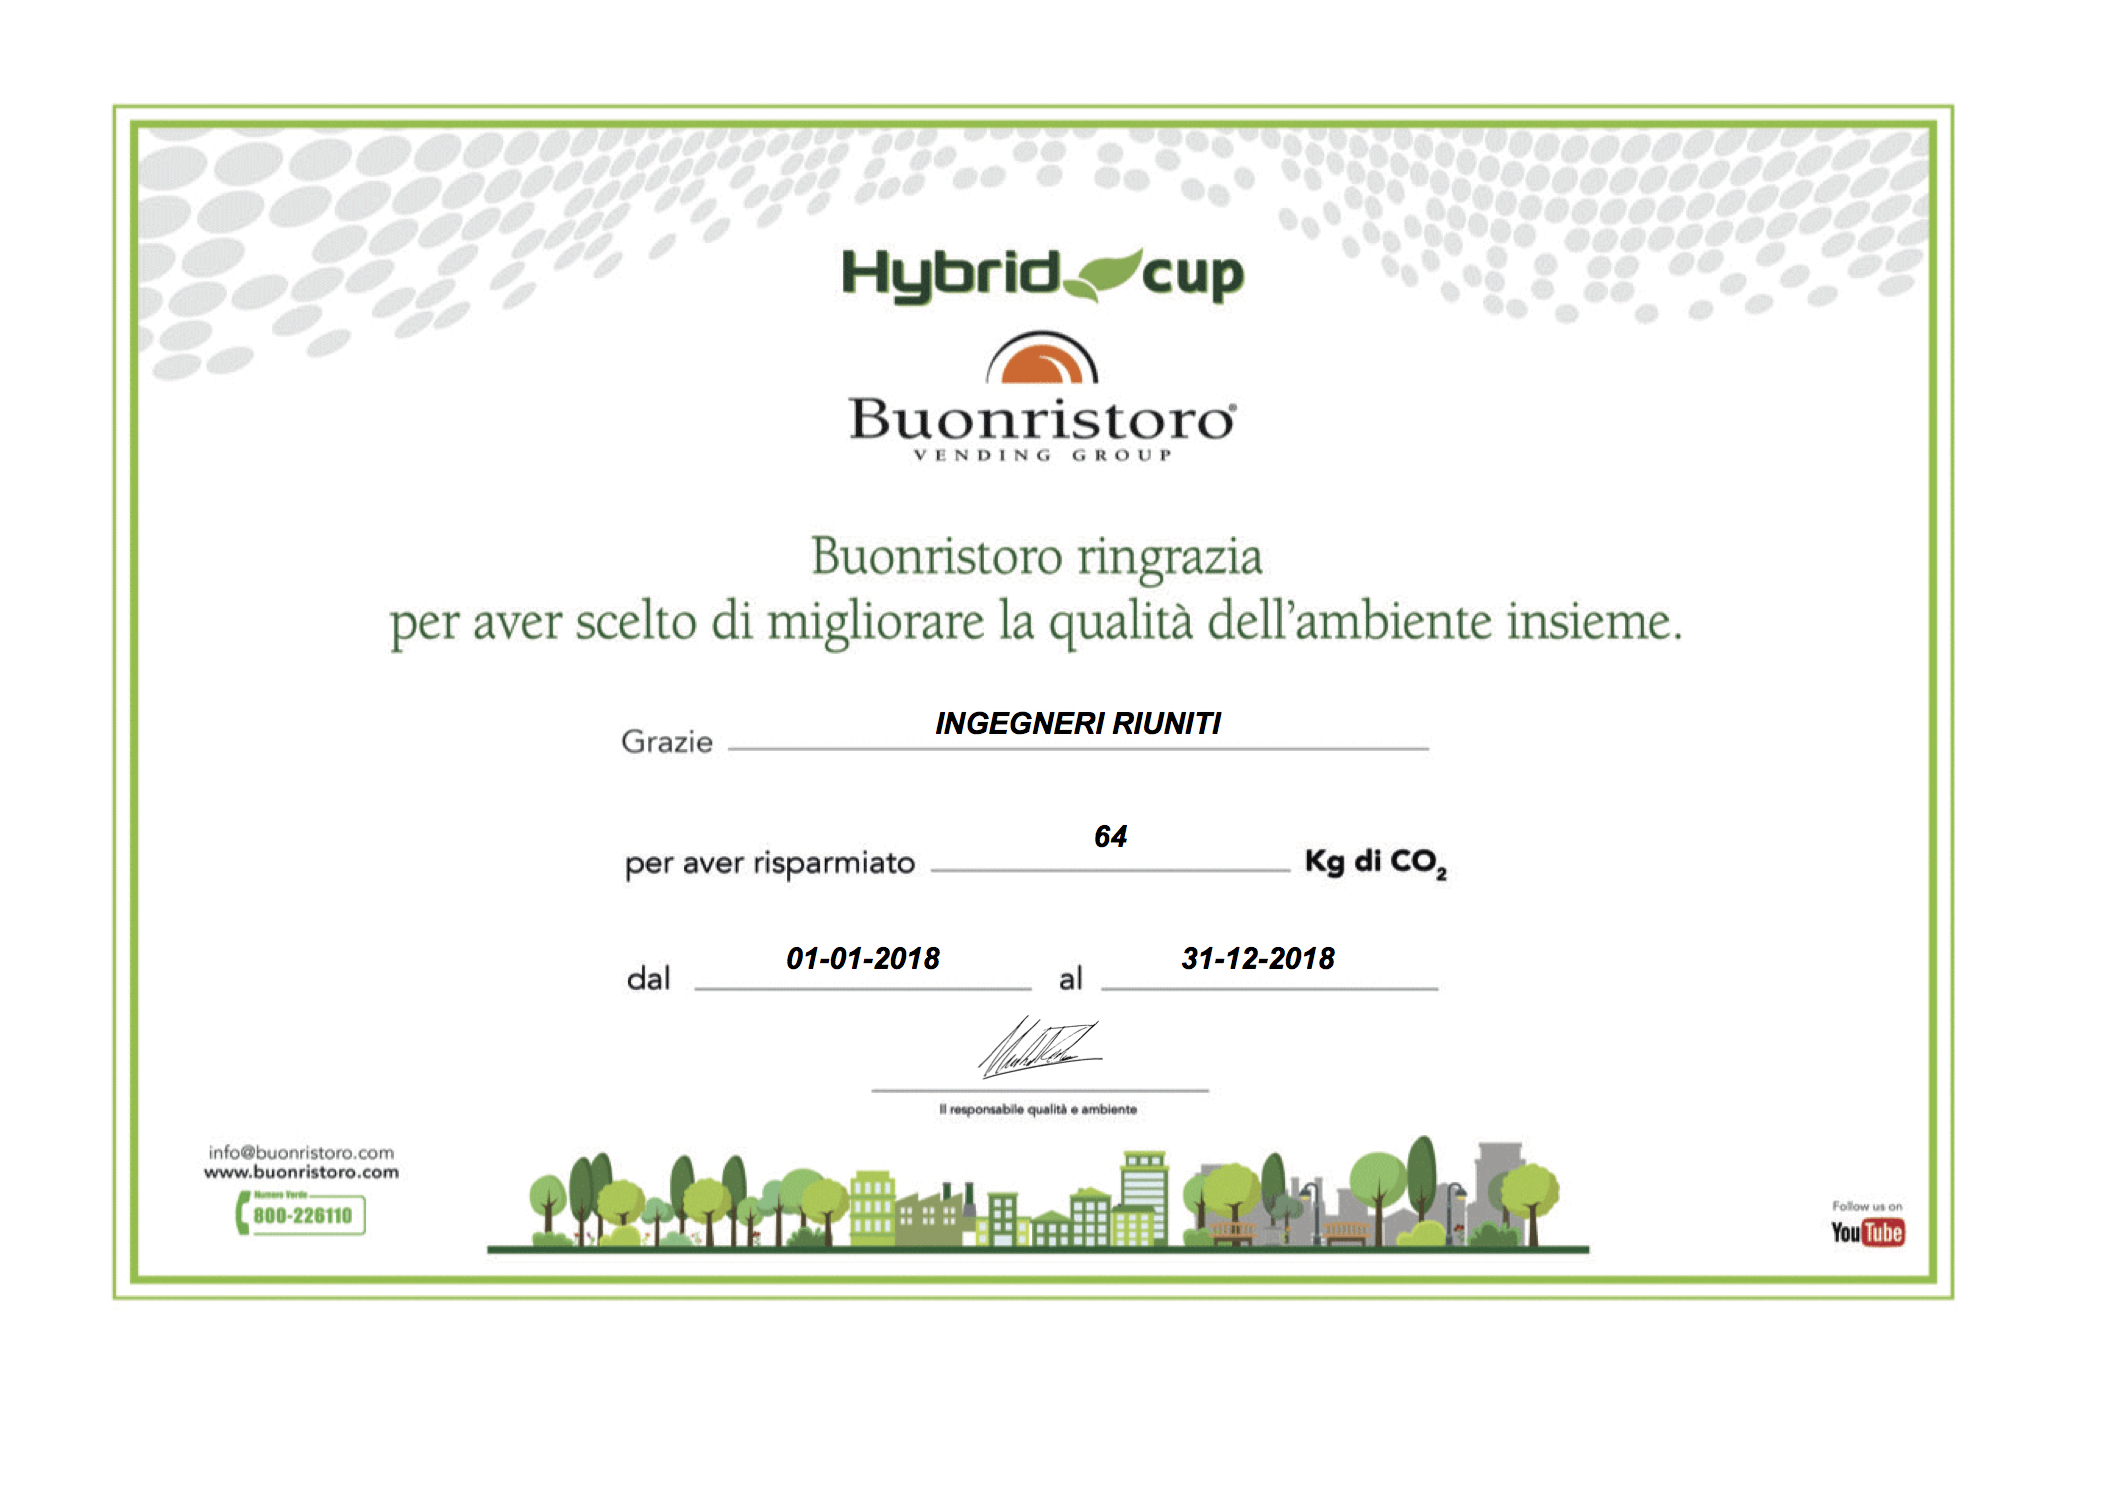 Hybrid cup
Buonristoro®
VENDING GROUP
Buonristoro ringrazia
per aver scelto di migliorare la qualità dell'ambiente insieme.
Grazie INGEGNERI RIUNITI
per aver risparmiato 64 Kg di CO₂
dal 01-01-2018 al 31-12-2018
Il responsabile qualità e ambiente
info@buonristoro.com
www.buonristoro.com
Numero Verde
800-226110
Follow us on
YouTube